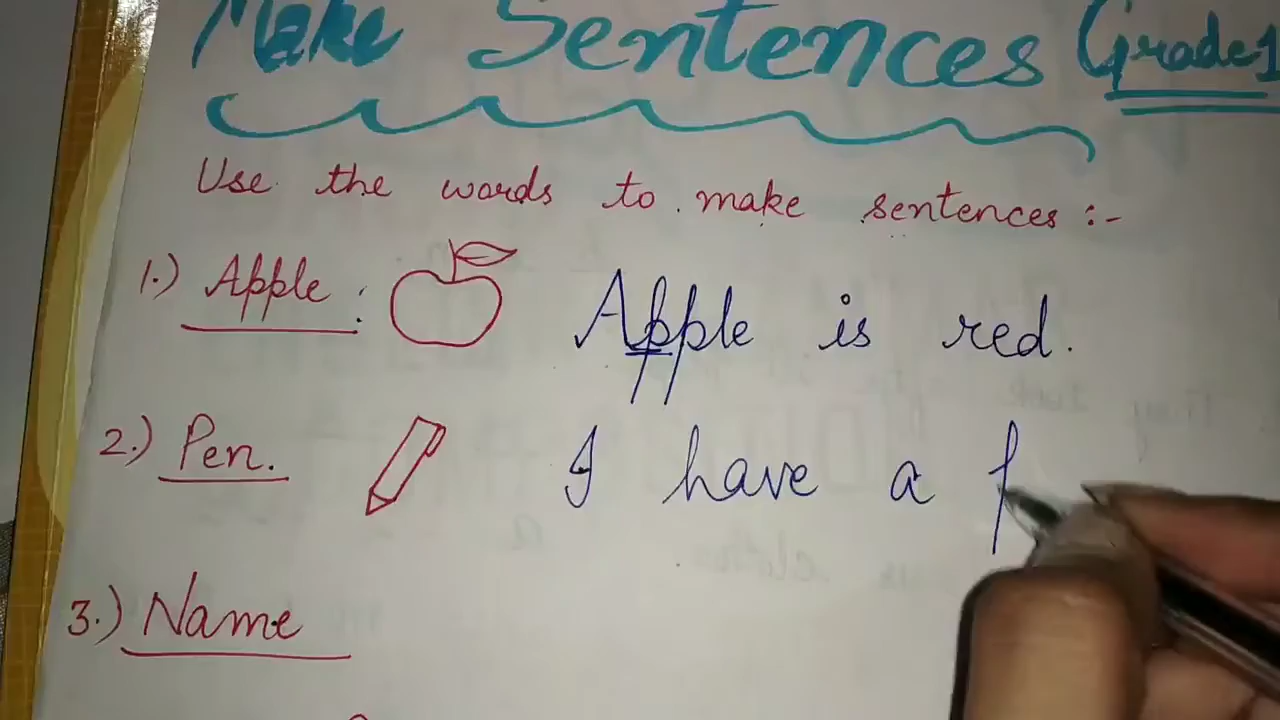 Make Sentences Grade 1
Use the words to make sentences :-
1.) Apple : Apple is red.
2.) Pen. I have a p
3.) Name